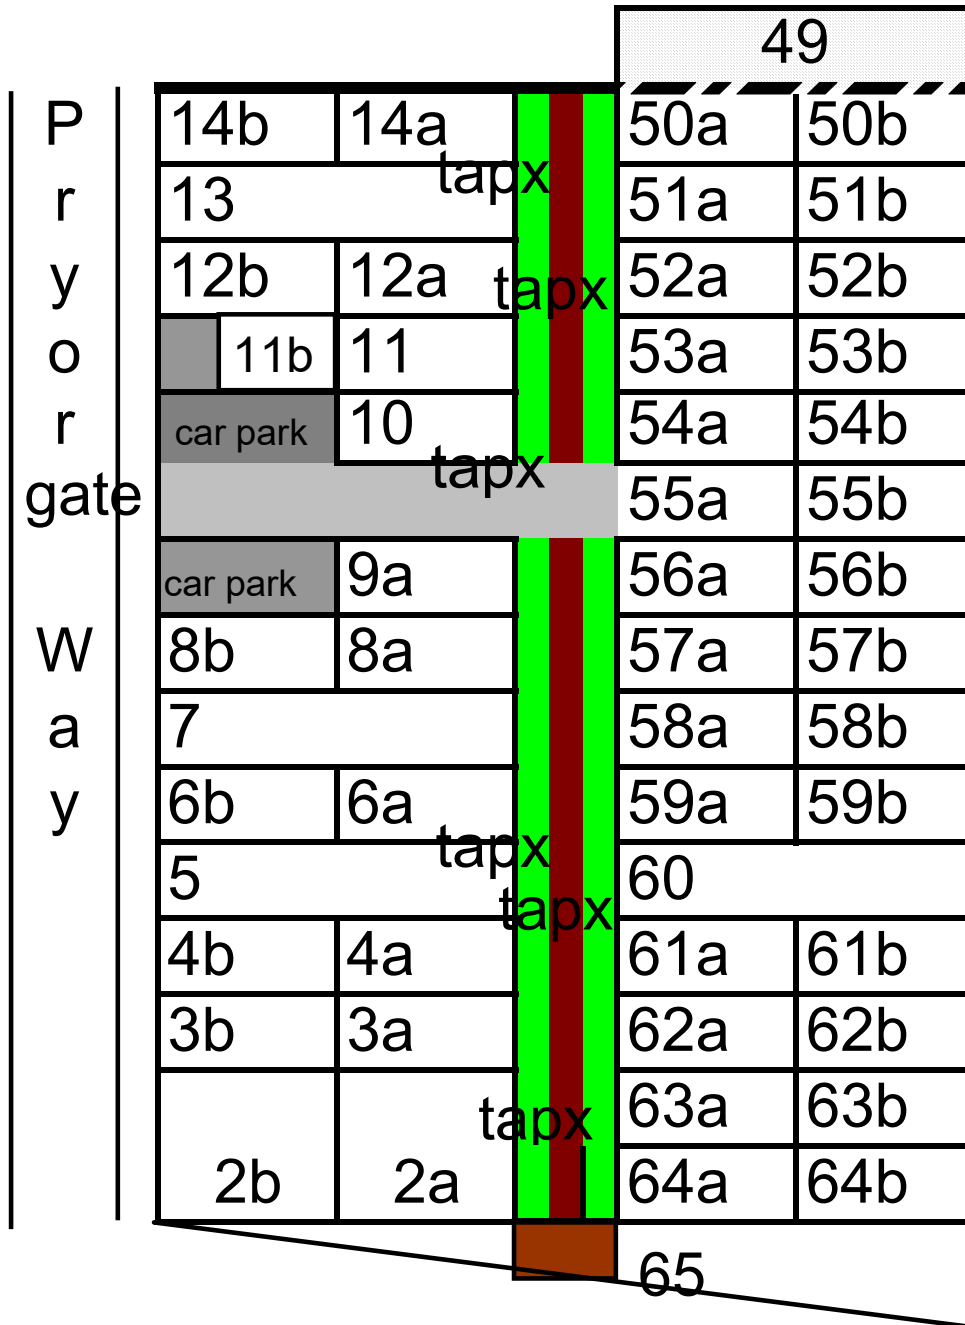 49
P 14b 14a 50a 50b
tapx
r 13 51a 51b
y 12b 12a tapx 52a 52b
o 11b 11 53a 53b
r car park 10 54a 54b
tapx
gate 55a 55b
car park 9a 56a 56b
W 8b 8a 57a 57b
a 7 58a 58b
y 6b 6a 59a 59b
tapx
5 60
tapx
4b 4a 61a 61b
3b 3a 62a 62b
tapx 63a 63b
2b 2a 64a 64b
65